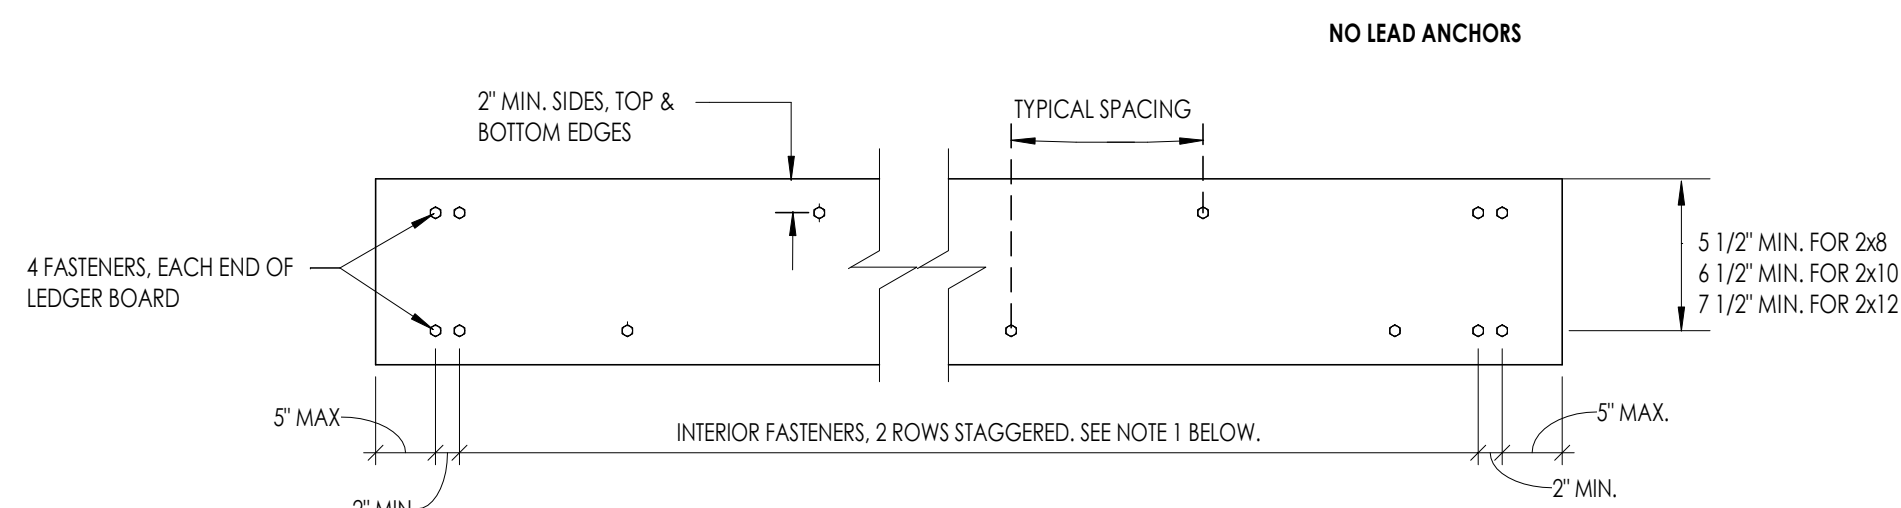 NO LEAD ANCHORS
2" MIN. SIDES, TOP &
BOTTOM EDGES
TYPICAL SPACING
4 FASTENERS, EACH END OF
LEDGER BOARD
5 1/2" MIN. FOR 2x8
6 1/2" MIN. FOR 2x10
7 1/2" MIN. FOR 2x12
5" MAX
INTERIOR FASTENERS, 2 ROWS STAGGERED. SEE NOTE 1 BELOW.
5" MAX.
2" MIN.
2" MIN.